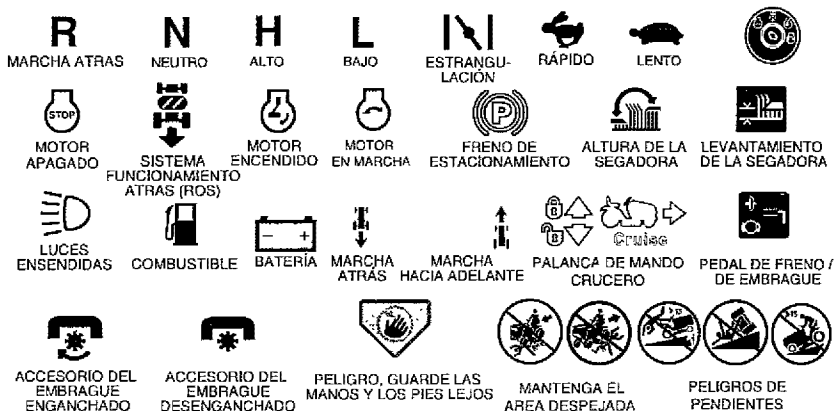 R N H L
MARCHA ATRAS NEUTRO ALTO BAJO ESTRANGU-
LACIÓN RÁPIDO LENTO
STOP P
MOTOR
APAGADO
SISTEMA
FUNCIONAMIENTO
ATRAS (ROS)
MOTOR
ENCENDIDO
MOTOR
EN MARCHA
FRENO DE
ESTACIONAMIENTO
ALTURA DE LA
SEGADORA
LEVANTAMIENTO
DE LA SEGADORA
LUCES
ENSENDIDAS
COMBUSTIBLE
BATERÍA
MARCHA
ATRÁS
MARCHA
HACIA ADELANTE
Cruise
PALANCA DE MANDO
CRUCERO
PEDAL DE FRENO /
DE EMBRAGUE
ACCESORIO DEL
EMBRAGUE
ENGANCHADO
ACCESORIO DEL
EMBRAGUE
DESENGANCHADO
PELIGRO, GUARDE LAS
MANOS Y LOS PIES LEJOS
MANTENGA EL
AREA DESPEJADA
15
15
PELIGROS DE
PENDIENTES